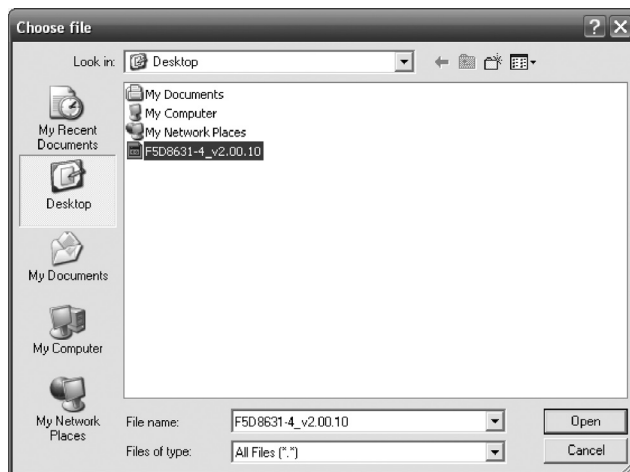 Choose file
Look in:
Desktop
My Documents
My Computer
My Network Places
F5D8631-4_v2.00.10
My Recent
Documents
Desktop
My Documents
My Computer
My Network
Places
File name:
F5D8631-4_v2.00.10
Open
Files of type:
All Files (*.*)
Cancel